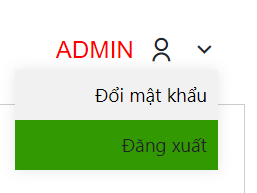 ADMIN
Đổi mật khẩu
Đăng xuất